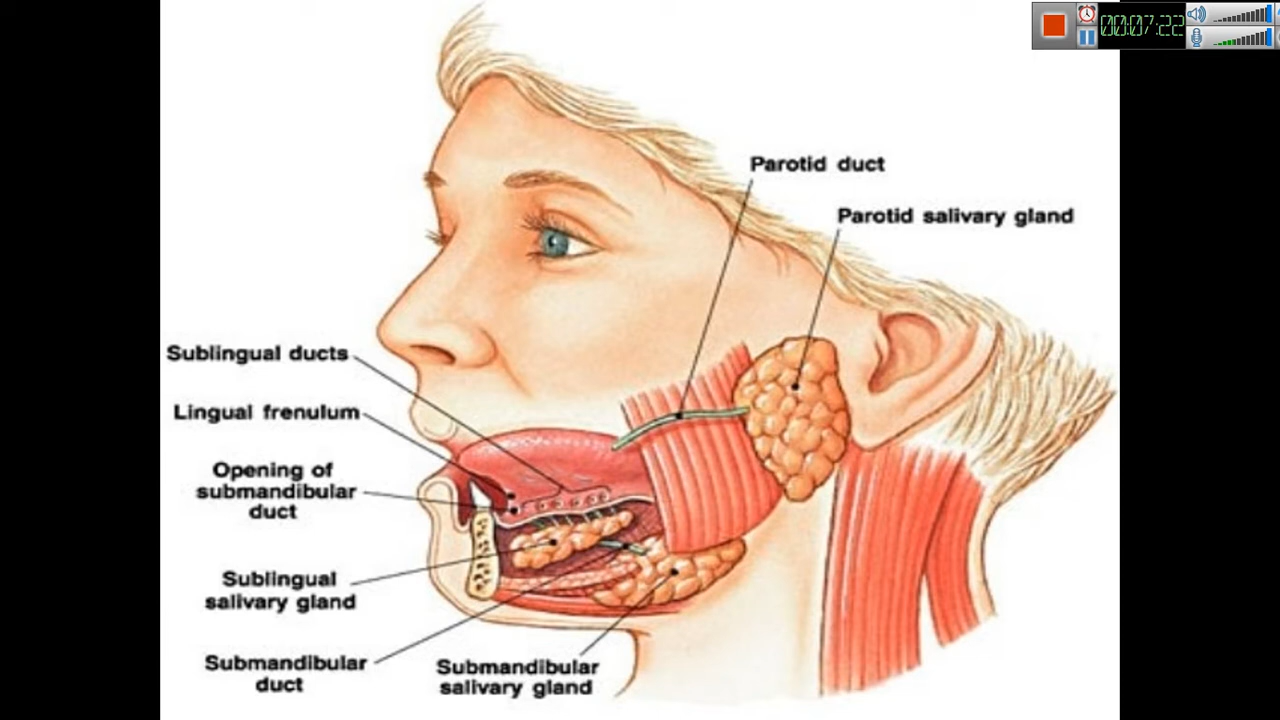 00:07:22
Parotid duct
Parotid salivary gland
Sublingual ducts
Lingual frenulum
Opening of
submandibular
duct
Sublingual
salivary gland
Submandibular
duct
Submandibular
salivary gland